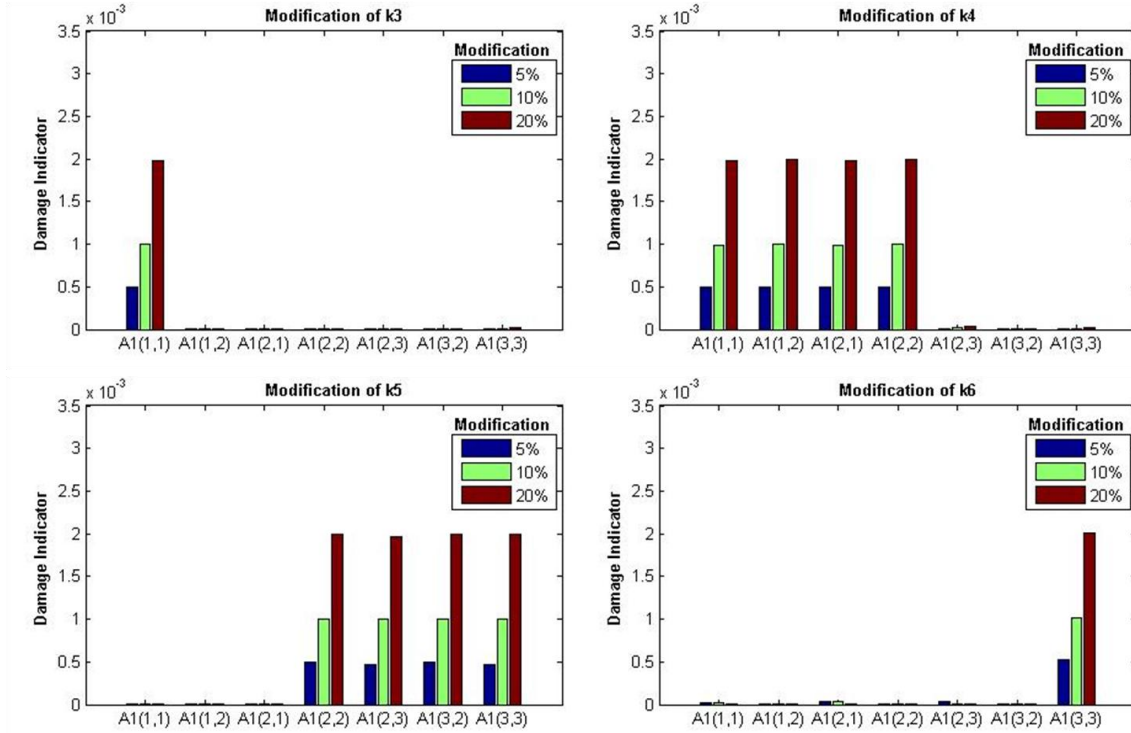 Modification of k3
x 10-3
3.5
3
2.5
2
1.5
1
0.5
0
Damage Indicator
Modification
5%
10%
20%
A1(1,1) A1(1,2) A1(2,1) A1(2,2) A1(2,3) A1(3,2) A1(3,3)
Modification of k4
x 10-3
3.5
3
2.5
2
1.5
1
0.5
0
Damage Indicator
Modification
5%
10%
20%
A1(1,1) A1(1,2) A1(2,1) A1(2,2) A1(2,3) A1(3,2) A1(3,3)
Modification of k5
x 10-3
3.5
3
2.5
2
1.5
1
0.5
0
Damage Indicator
Modification
5%
10%
20%
A1(1,1) A1(1,2) A1(2,1) A1(2,2) A1(2,3) A1(3,2) A1(3,3)
Modification of k6
x 10-3
3.5
3
2.5
2
1.5
1
0.5
0
Damage Indicator
Modification
5%
10%
20%
A1(1,1) A1(1,2) A1(2,1) A1(2,2) A1(2,3) A1(3,2) A1(3,3)